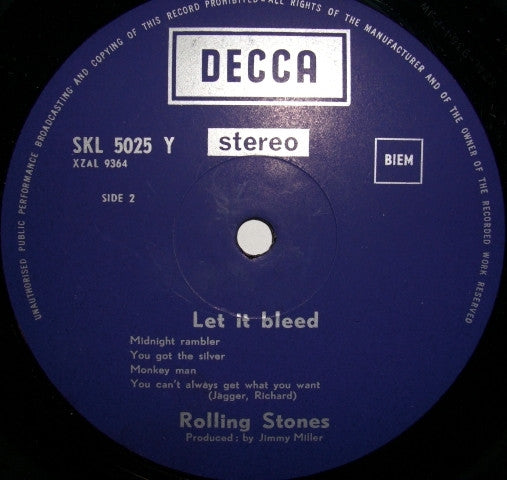 UNAUTHORISED PUBLIC PERFORMANCE BROADCASTING AND COPYING OF THIS RECORD PROHIBITED - ALL RIGHTS OF THE MANUFACTURER AND OF THE OWNER OF THE RECORDED WORK RESERVED
DECCA
SKL 5025 Y
stereo
BIEM
XZAL 9364
SIDE 2
Let it bleed
Midnight rambler
You got the silver
Monkey man
You can't always get what you want
(Jagger, Richard)
Rolling Stones
Produced : by Jimmy Miller